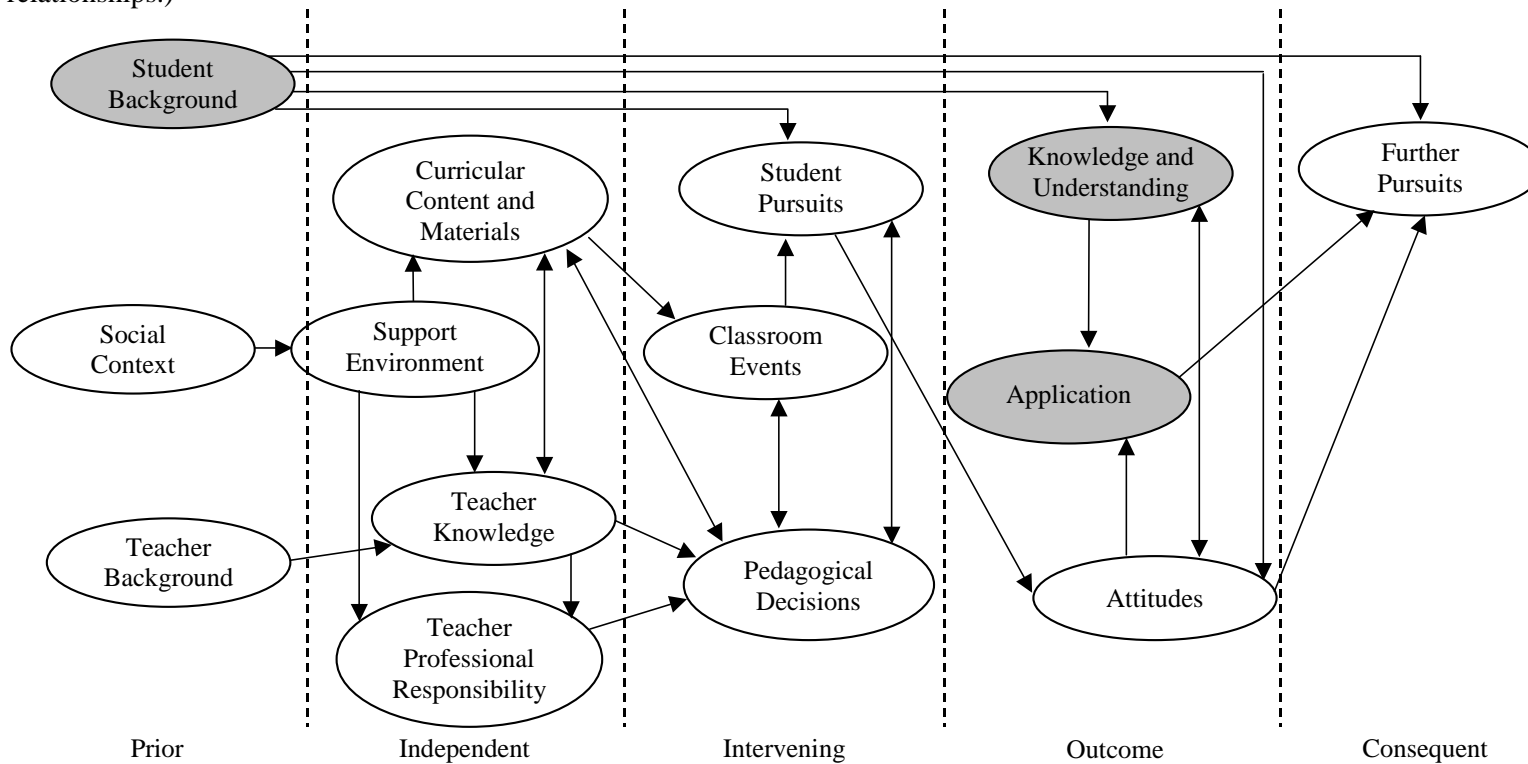 relationships.)
Student
Background
Curricular
Content and
Materials
Student
Pursuits
Knowledge and
Understanding
Further
Pursuits
Social
Context
Support
Environment
Classroom
Events
Application
Teacher
Background
Teacher
Knowledge
Pedagogical
Decisions
Attitudes
Teacher
Professional
Responsibility
Prior
Independent
Intervening
Outcome
Consequent